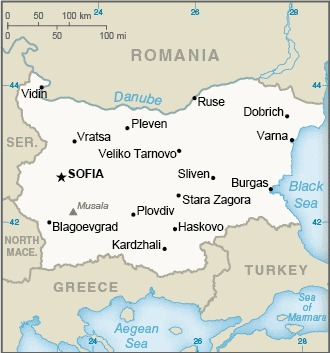 0 50 100 km
0 50 100 mi
24
26
28
ROMANIA
44
44
Vidin
Danube
Ruse
Dobrich
Pleven
Varna
SER.
Vratsa
Veliko Tarnovo
SOFIA
Sliven
Burgas
Black
Sea
Musala
Stara Zagora
Plovdiv
42
42
Blagoevgrad
Haskovo
NORTH
MACE.
Kardzhali
TURKEY
GREECE
Sea
of
Marmara
Aegean
Sea
24
26
28